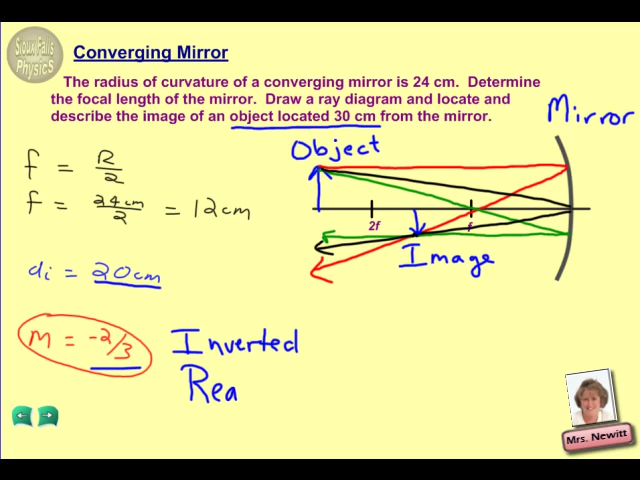 Sioux Falls
Physics
Converging Mirror
The radius of curvature of a converging mirror is 24 cm. Determine
the focal length of the mirror. Draw a ray diagram and locate and
describe the image of an object located 30 cm from the mirror.
Mirror
Object
f = R/2
f = 24cm/2 = 12cm
2f
f
Image
di = 20cm
m = -2/3
Inverted
Rea
Mrs. Newitt